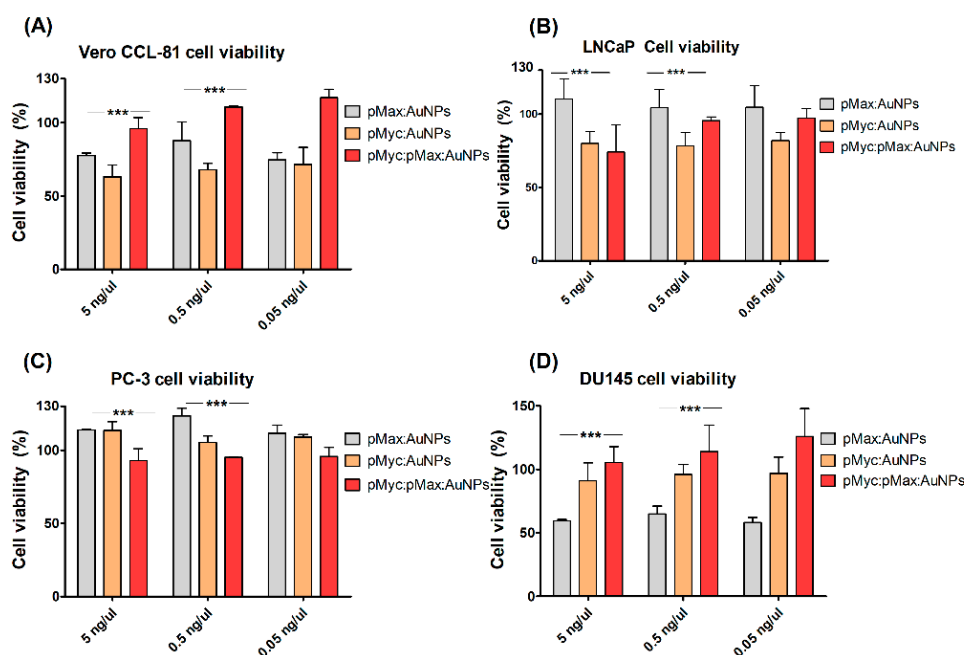 (A)
Vero CCL-81 cell viability
Cell viability (%)
130
100
50
0
***
***
5 ng/ul
0.5 ng/ul
0.05 ng/ul
pMax:AuNPs
pMyc:AuNPs
pMyc:pMax:AuNPs
(B)
LNCaP Cell viability
Cell viability (%)
130
100
50
0
***
***
5 ng/ul
0.5 ng/ul
0.05 ng/ul
pMax:AuNPs
pMyc:AuNPs
pMyc:pMax:AuNPs
(C)
PC-3 cell viability
Cell viability (%)
130
100
50
0
***
***
5 ng/ul
0.5 ng/ul
0.05 ng/ul
pMax:AuNPs
pMyc:AuNPs
pMyc:pMax:AuNPs
(D)
DU145 cell viability
Cell viability (%)
150
100
50
0
***
***
5 ng/ul
0.5 ng/ul
0.05 ng/ul
pMax:AuNPs
pMyc:AuNPs
pMyc:pMax:AuNPs